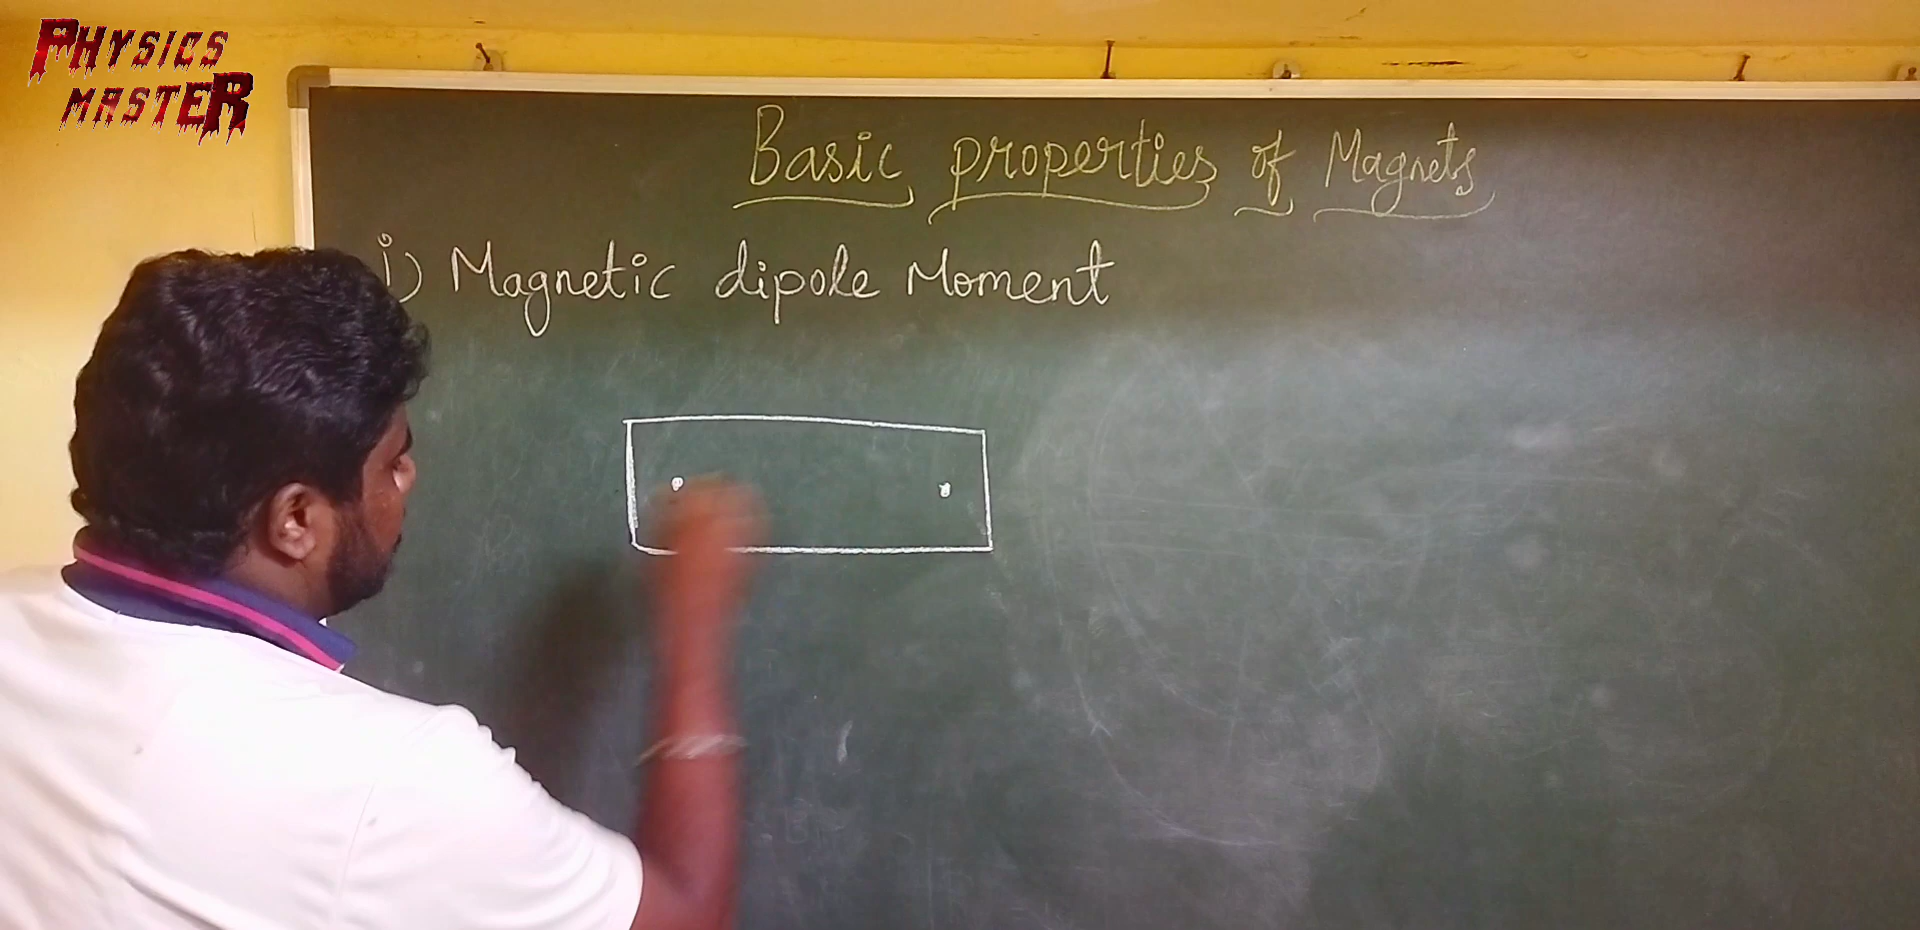 PHYSICS
MASTER
Basic properties of Magnets
i) Magnetic dipole Moment